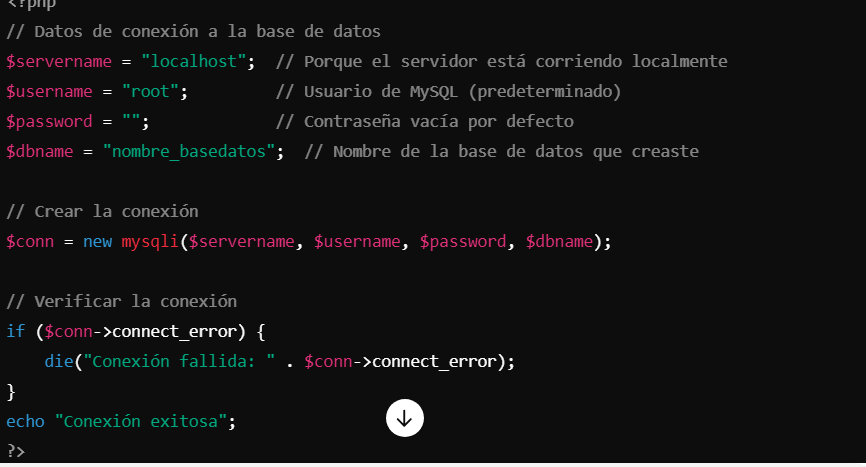 <?php
// Datos de conexión a la base de datos
$servername = "localhost";  // Porque el servidor está corriendo localmente
$username = "root";         // Usuario de MySQL (predeterminado)
$password = "";             // Contraseña vacía por defecto
$dbname = "nombre_basedatos";  // Nombre de la base de datos que creaste

// Crear la conexión
$conn = new mysqli($servername, $username, $password, $dbname);

// Verificar la conexión
if ($conn->connect_error) {
    die("Conexión fallida: " . $conn->connect_error);
}
echo "Conexión exitosa";
?>